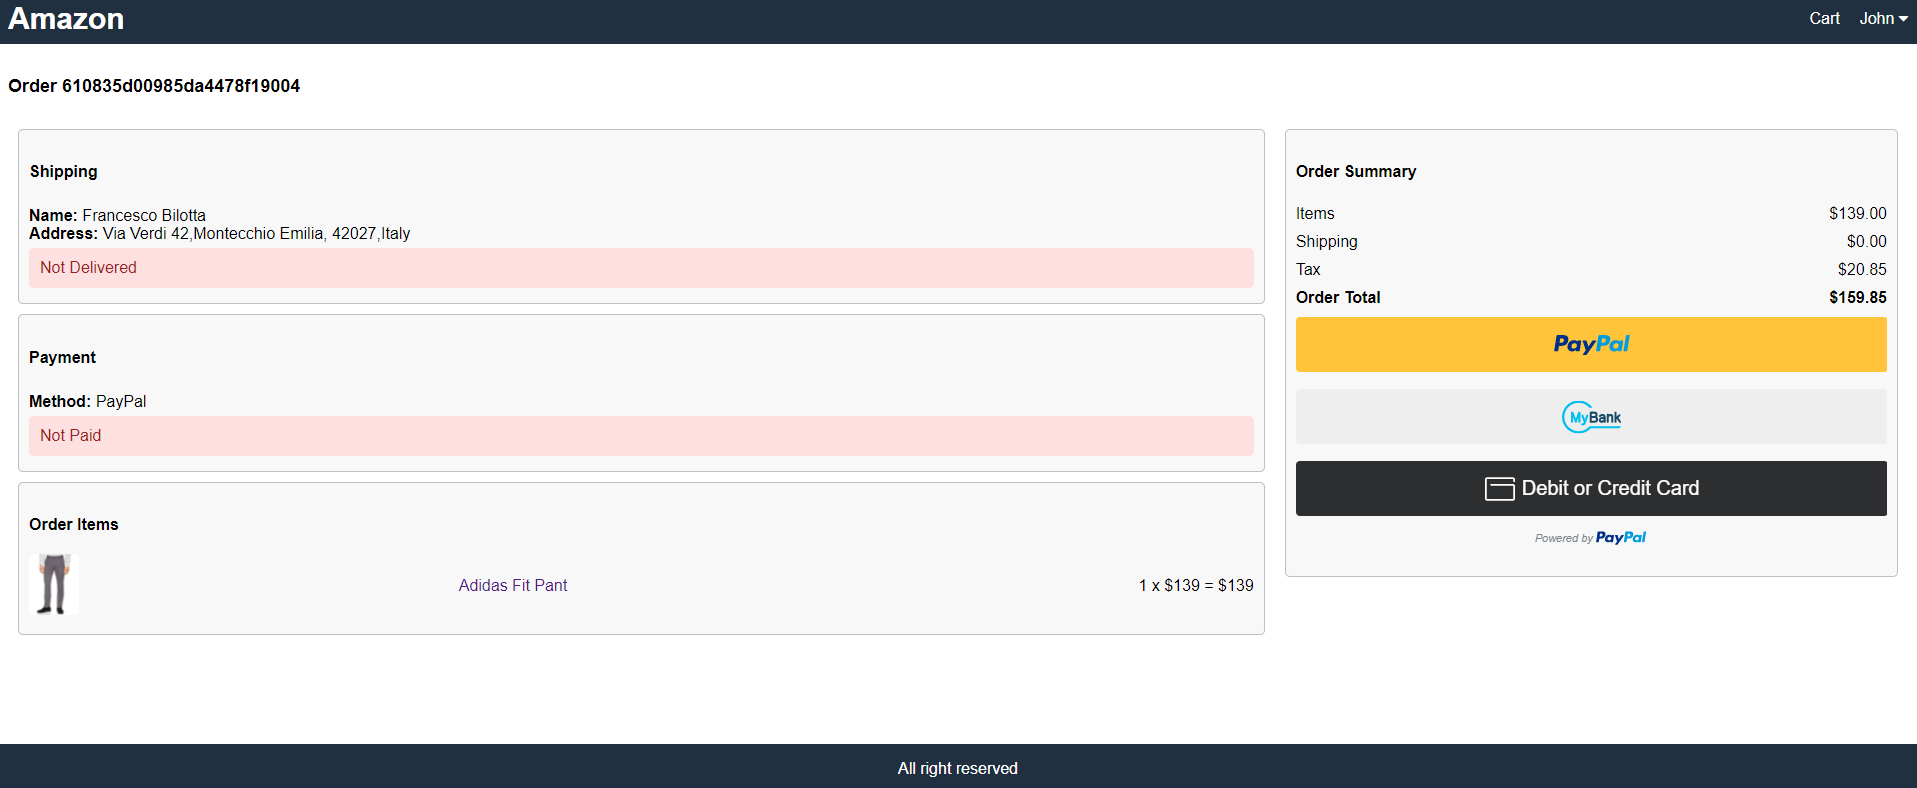 Amazon
Cart John
Order 610835d00985da4478f19004
Shipping
Name: Francesco Bilotta
Address: Via Verdi 42,Montecchio Emilia, 42027,Italy
Not Delivered
Payment
Method: PayPal
Not Paid
Order Items
Adidas Fit Pant 1 x $139 = $139
Order Summary
Items $139.00
Shipping $0.00
Tax $20.85
Order Total $159.85
PayPal
MyBank
Debit or Credit Card
Powered by PayPal
All right reserved